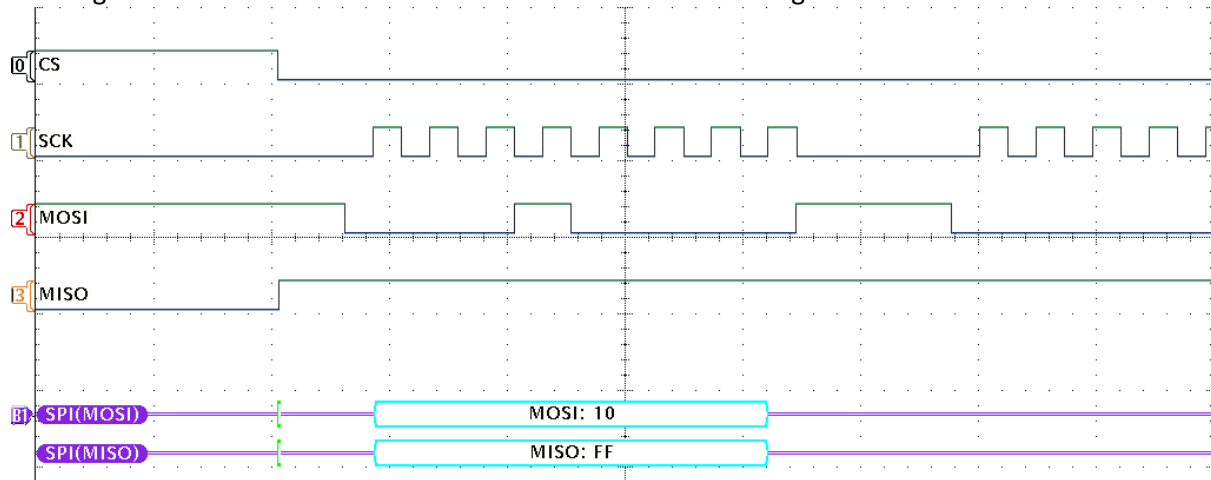 0 CS
1 SCK
2 MOSI
3 MISO
B1 SPI(MOSI) MOSI: 10
SPI(MISO) MISO: FF